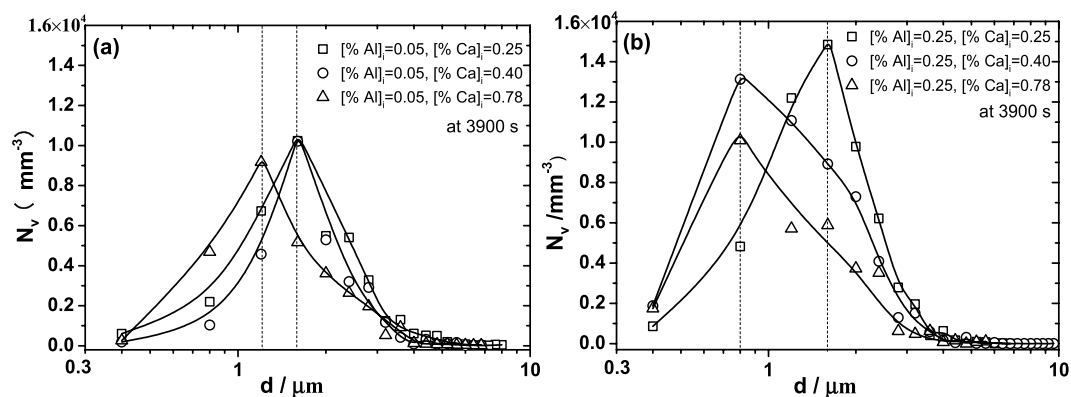 (a)
1.6×10⁴
1.4
1.2
1.0
0.8
0.6
0.4
0.2
0.0
Nᵥ ( mm⁻³)
[% Al]ᵢ=0.05, [% Ca]ᵢ=0.25
[% Al]ᵢ=0.05, [% Ca]ᵢ=0.40
[% Al]ᵢ=0.05, [% Ca]ᵢ=0.78
at 3900 s
0.3 1 10
d / μm
(b)
1.6×10⁴
1.4
1.2
1.0
0.8
0.6
0.4
0.2
0.0
Nᵥ /mm⁻³)
[% Al]ᵢ=0.25, [% Ca]ᵢ=0.25
[% Al]ᵢ=0.25, [% Ca]ᵢ=0.40
[% Al]ᵢ=0.25, [% Ca]ᵢ=0.78
at 3900 s
0.3 1 10
d / μm